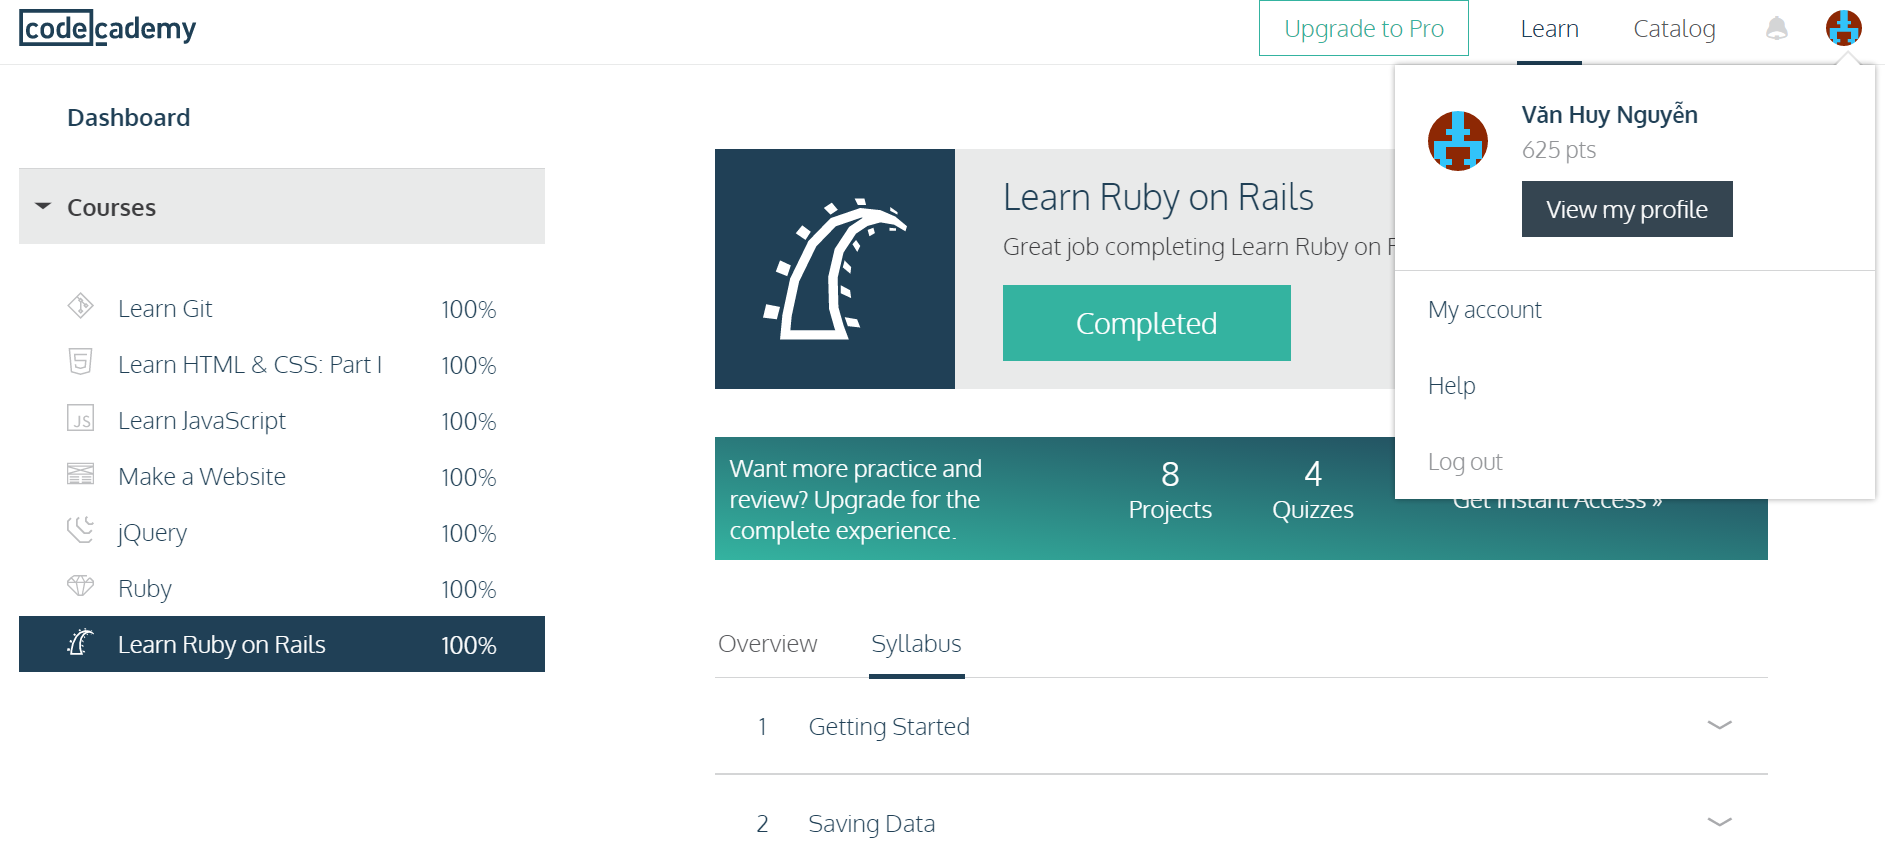 codecademy
Upgrade to Pro
Learn
Catalog
Dashboard
Courses
Learn Git 100%
Learn HTML & CSS: Part I 100%
JS Learn JavaScript 100%
Make a Website 100%
jQuery 100%
Ruby 100%
Learn Ruby on Rails 100%
Learn Ruby on Rails
Great job completing Learn Ruby on
Completed
Want more practice and
review? Upgrade for the
complete experience.
8
Projects
4
Quizzes
Get Instant Access »
Văn Huy Nguyễn
625 pts
View my profile
My account
Help
Log out
Overview
Syllabus
1 Getting Started
2 Saving Data